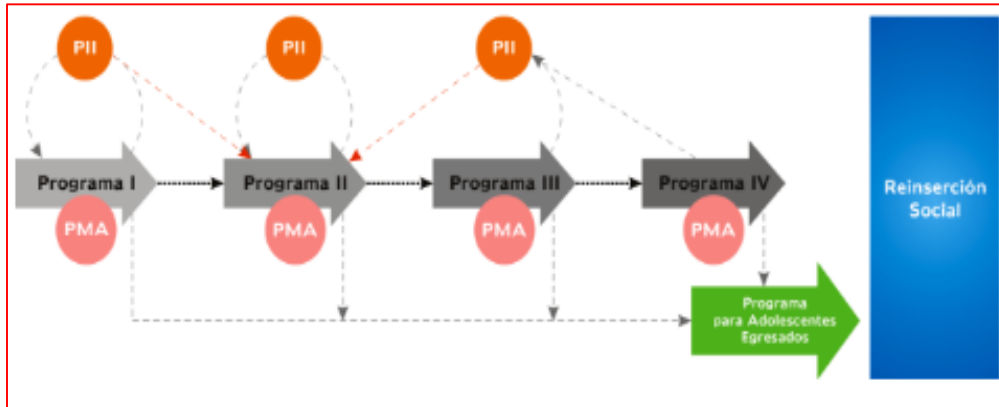 PII
PII
PII
Programa I
Programa II
Programa III
Programa IV
PMA
PMA
PMA
PMA
Reinserción
Social
Programa
para Adolescentes
Egresados